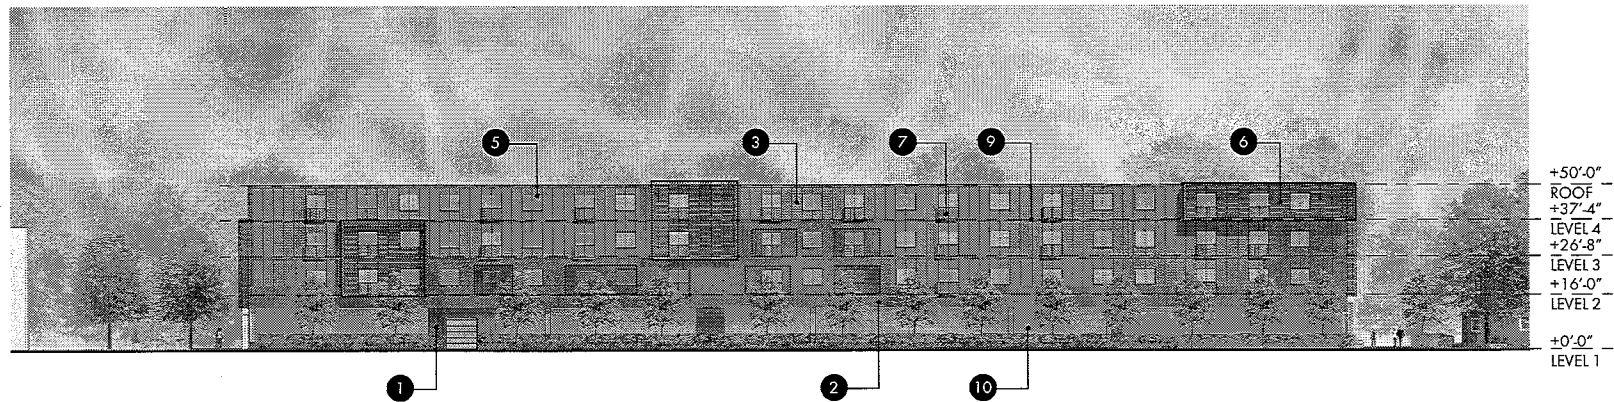 5
3
7
9
6
+50'-0"
ROOF
+37'-4"
LEVEL 4
+26'-8"
LEVEL 3
+16'-0"
LEVEL 2
+0'-0"
LEVEL 1
1
2
10